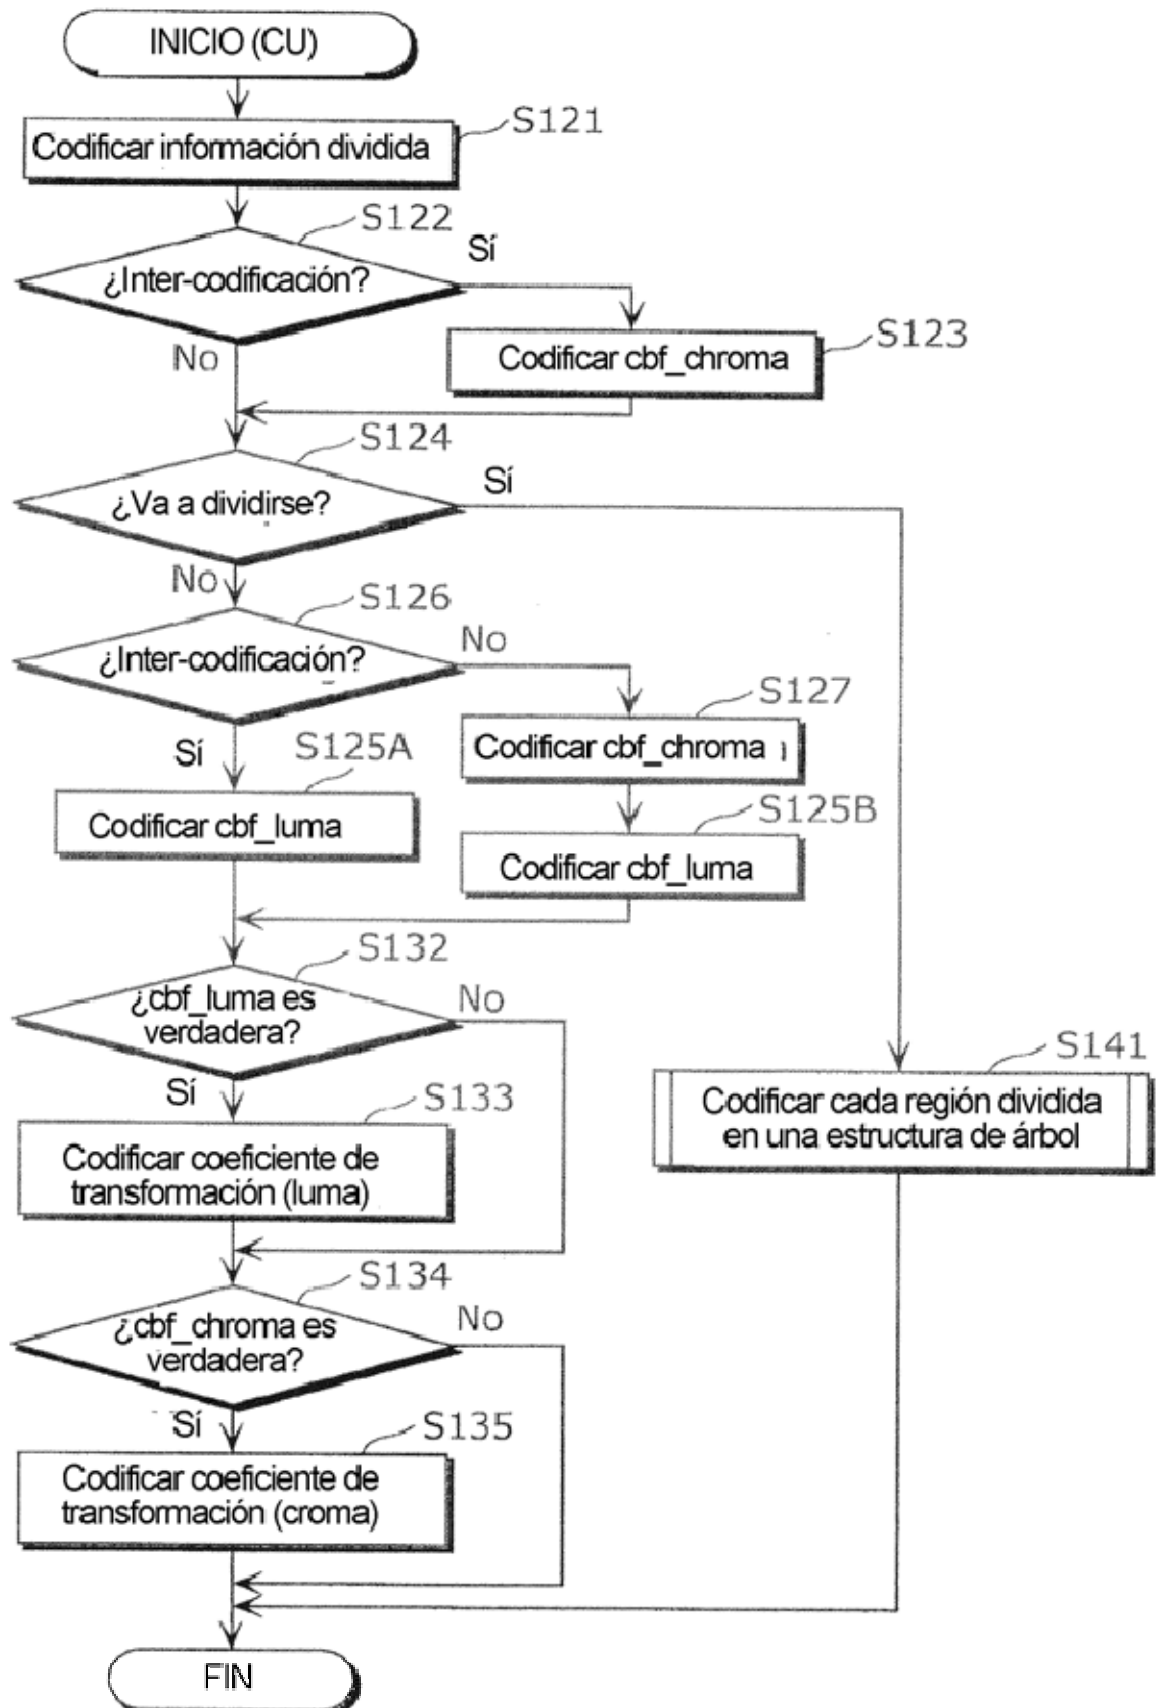 INICIO (CU)
S121
Codificar información dividida
S122
Sí
¿Inter-codificación?
S123
Codificar cbf_chroma
No
S124
Sí
¿Va a dividirse?
No
S126
No
¿Inter-codificación?
S127
Codificar cbf_chroma
Sí
S125A
Codificar cbf_luma
S125B
Codificar cbf_luma
S132
¿cbf_luma es
verdadera?
No
S141
Codificar cada región dividida
en una estructura de árbol
Sí
S133
Codificar coeficiente de
transformación (luma)
S134
No
¿cbf_chroma es
verdadera?
Sí
S135
Codificar coeficiente de
transformación (croma)
FIN